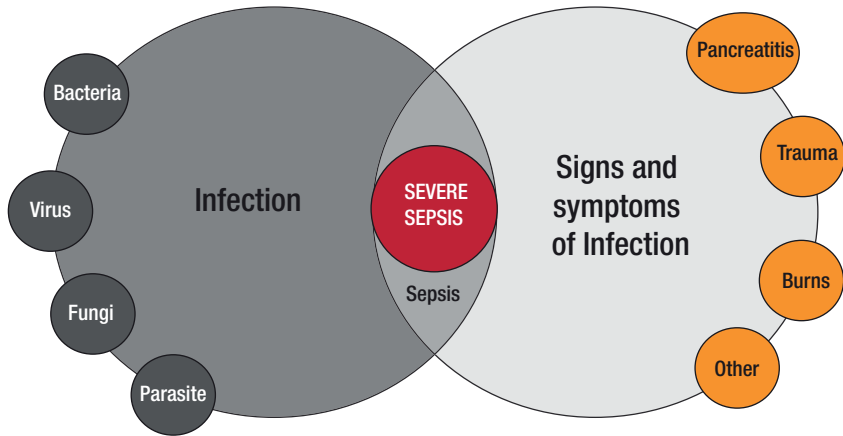 Pancreatitis
Bacteria
Trauma
Infection
SEVERE
SEPSIS
Signs and
symptoms
of Infection
Virus
Burns
Sepsis
Fungi
Other
Parasite